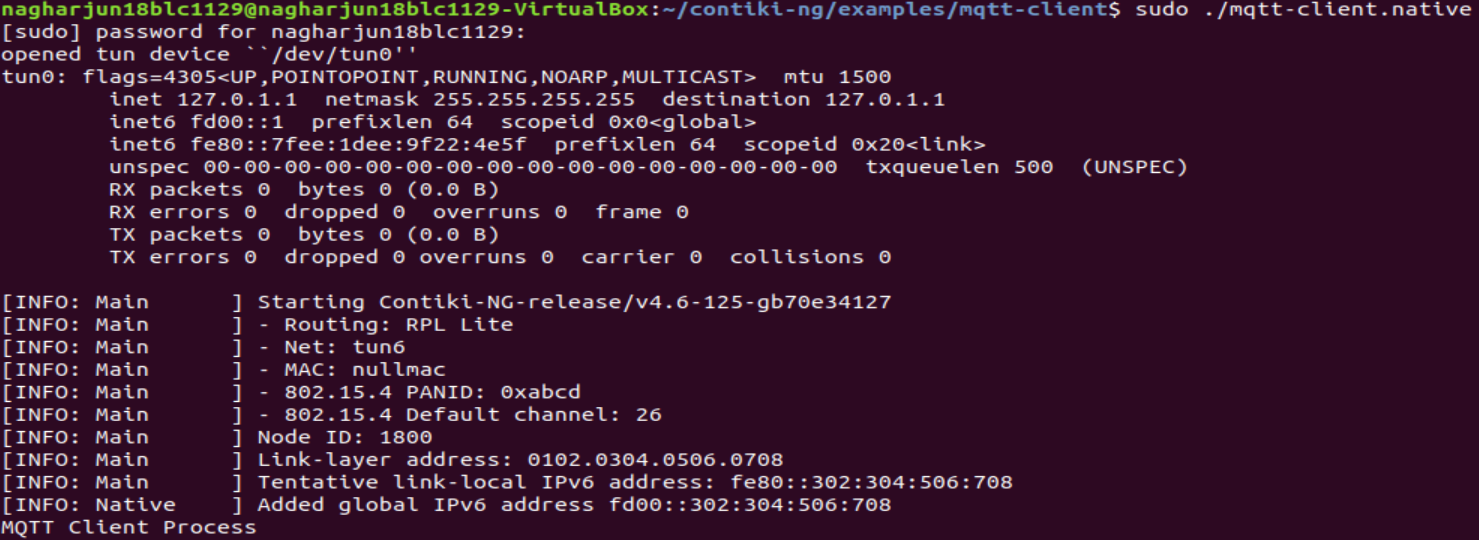 nagharjun18blc1129@nagharjun18blc1129-VirtualBox:~/contiki-ng/examples/mqtt-client$ sudo ./mqtt-client.native
[sudo] password for nagharjun18blc1129:
opened tun device ``/dev/tun0''
tun0: flags=4305<UP,POINTOPOINT,RUNNING,NOARP,MULTICAST>  mtu 1500
        inet 127.0.1.1  netmask 255.255.255.255  destination 127.0.1.1
        inet6 fd00::1  prefixlen 64  scopeid 0x0<global>
        inet6 fe80::7fee:1dee:9f22:4e5f  prefixlen 64  scopeid 0x20<link>
        unspec 00-00-00-00-00-00-00-00-00-00-00-00-00-00-00-00  txqueuelen 500  (UNSPEC)
        RX packets 0  bytes 0 (0.0 B)
        RX errors 0  dropped 0  overruns 0  frame 0
        TX packets 0  bytes 0 (0.0 B)
        TX errors 0  dropped 0 overruns 0  carrier 0  collisions 0

[INFO: Main      ] Starting Contiki-NG-release/v4.6-125-gb70e34127
[INFO: Main      ] - Routing: RPL Lite
[INFO: Main      ] - Net: tun6
[INFO: Main      ] - MAC: nullmac
[INFO: Main      ] - 802.15.4 PANID: 0xabcd
[INFO: Main      ] - 802.15.4 Default channel: 26
[INFO: Main      ] Node ID: 1800
[INFO: Main      ] Link-layer address: 0102.0304.0506.0708
[INFO: Main      ] Tentative link-local IPv6 address: fe80::302:304:506:708
[INFO: Native    ] Added global IPv6 address fd00::302:304:506:708
MQTT Client Process